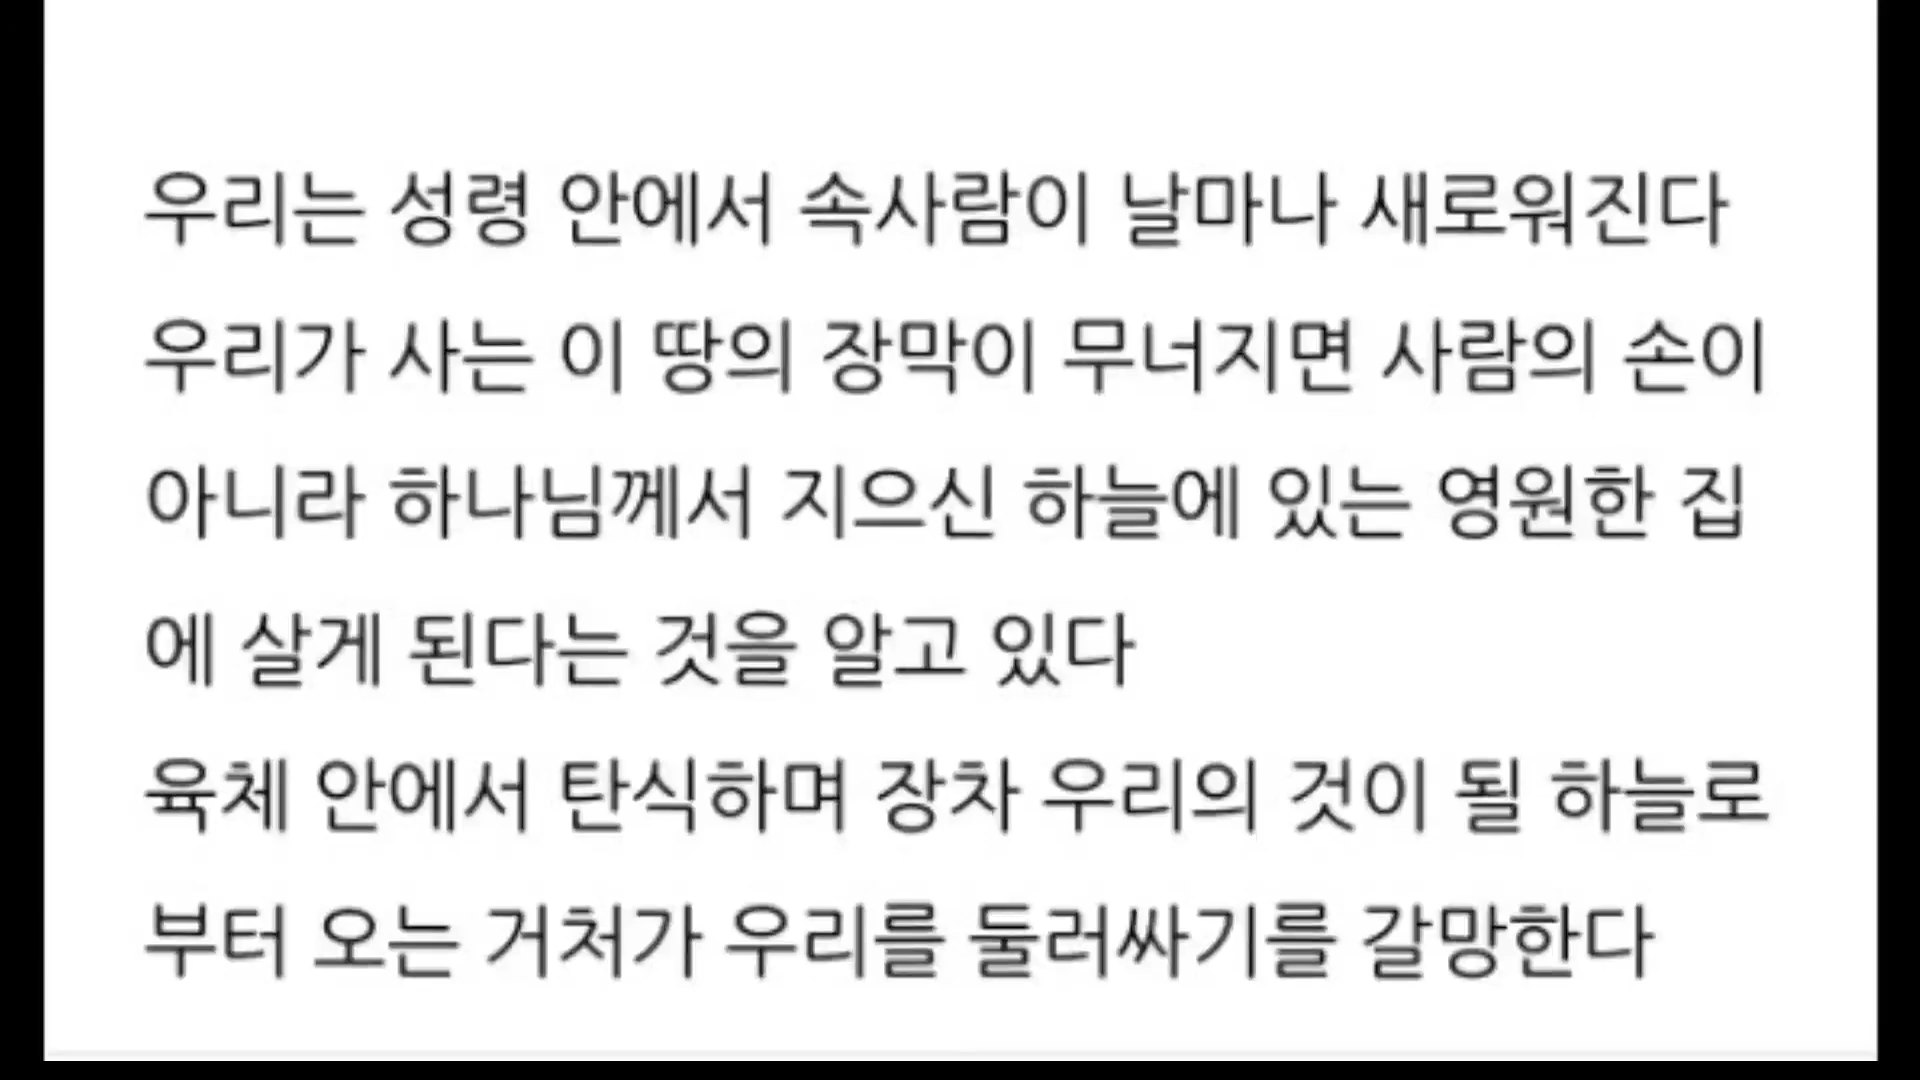 우리는 성령 안에서 속사람이 날마나 새로워진다
우리가 사는 이 땅의 장막이 무너지면 사람의 손이
아니라 하나님께서 지으신 하늘에 있는 영원한 집
에 살게 된다는 것을 알고 있다
육체 안에서 탄식하며 장차 우리의 것이 될 하늘로
부터 오는 거처가 우리를 둘러싸기를 갈망한다